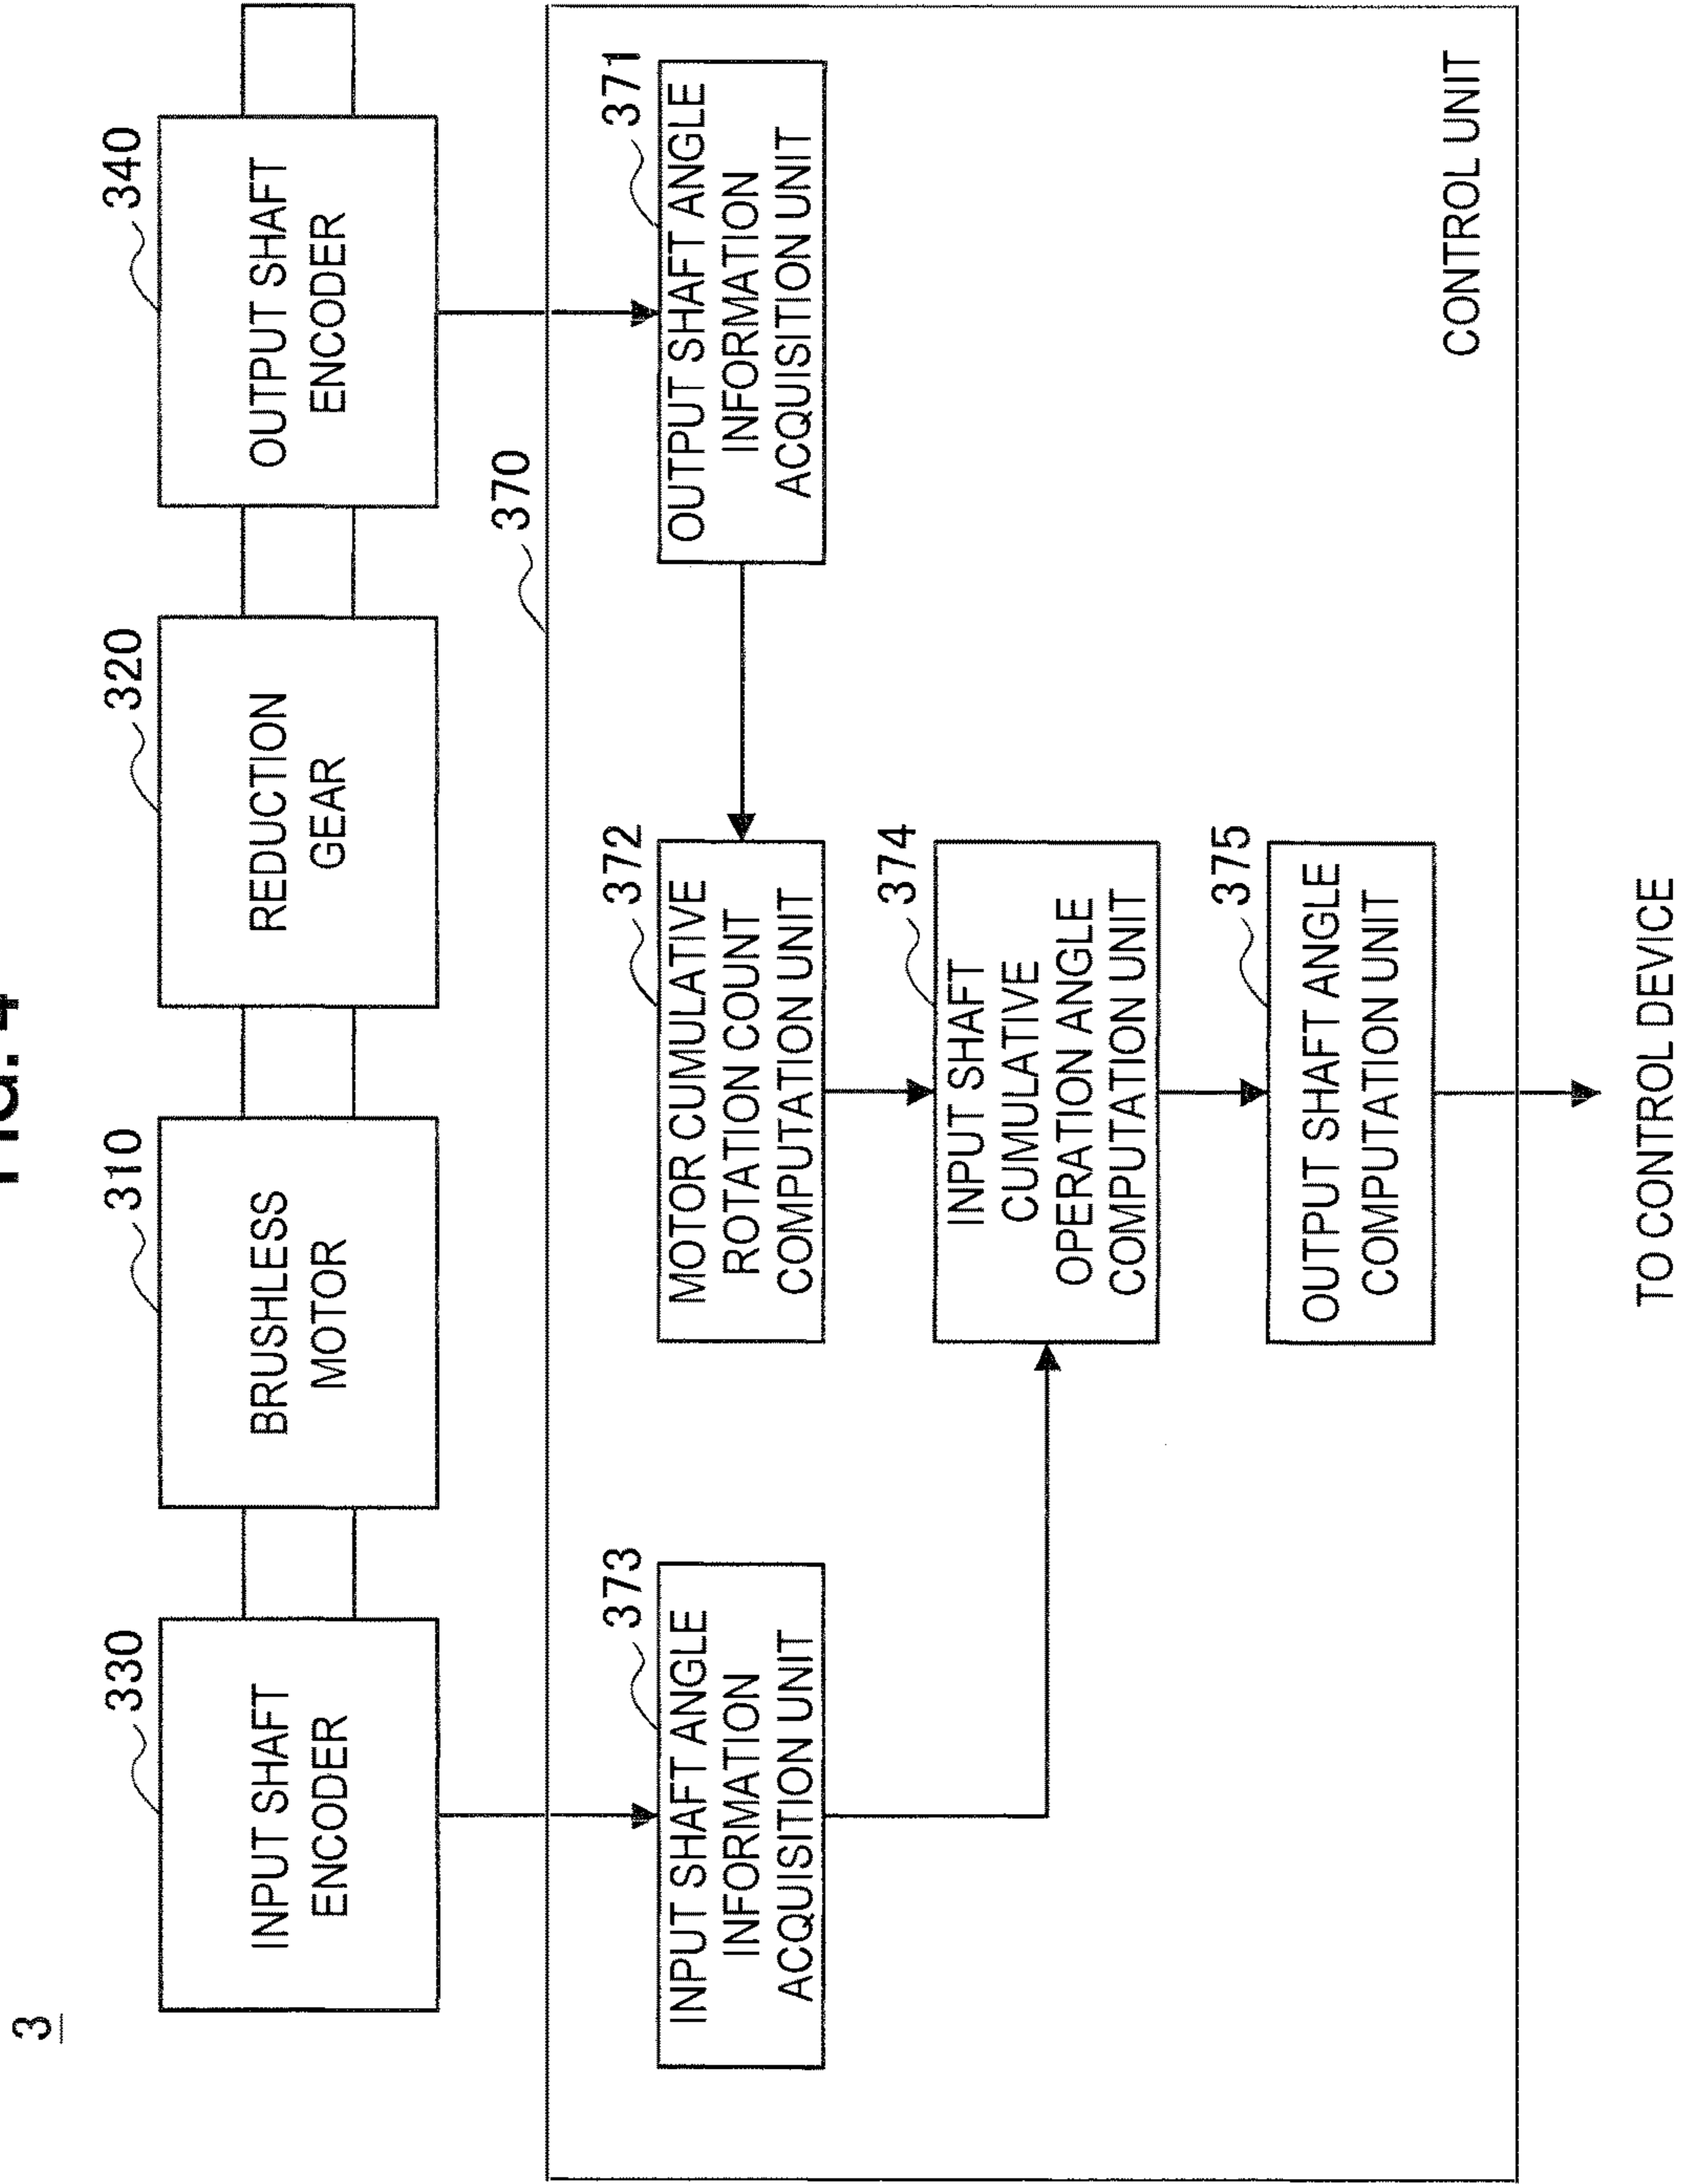 FIG. 4
3
330
INPUT SHAFT
ENCODER
310
BRUSHLESS
MOTOR
320
REDUCTION
GEAR
340
OUTPUT SHAFT
ENCODER
370
373
INPUT SHAFT ANGLE
INFORMATION
ACQUISITION UNIT
372
MOTOR CUMULATIVE
ROTATION COUNT
COMPUTATION UNIT
371
OUTPUT SHAFT ANGLE
INFORMATION
ACQUISITION UNIT
374
INPUT SHAFT
CUMULATIVE
OPERATION ANGLE
COMPUTATION UNIT
375
OUTPUT SHAFT ANGLE
COMPUTATION UNIT
CONTROL UNIT
TO CONTROL DEVICE